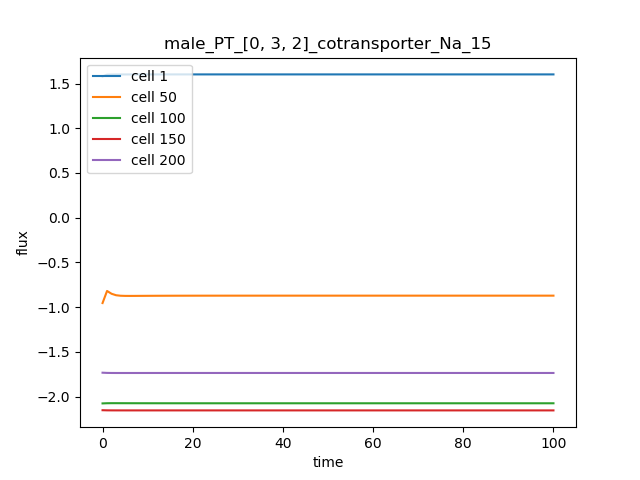 male_PT_[0, 3, 2]_cotransporter_Na_15
cell 1
cell 50
cell 100
cell 150
cell 200
flux
1.5
1.0
0.5
0.0
−0.5
−1.0
−1.5
−2.0
0 20 40 60 80 100
time